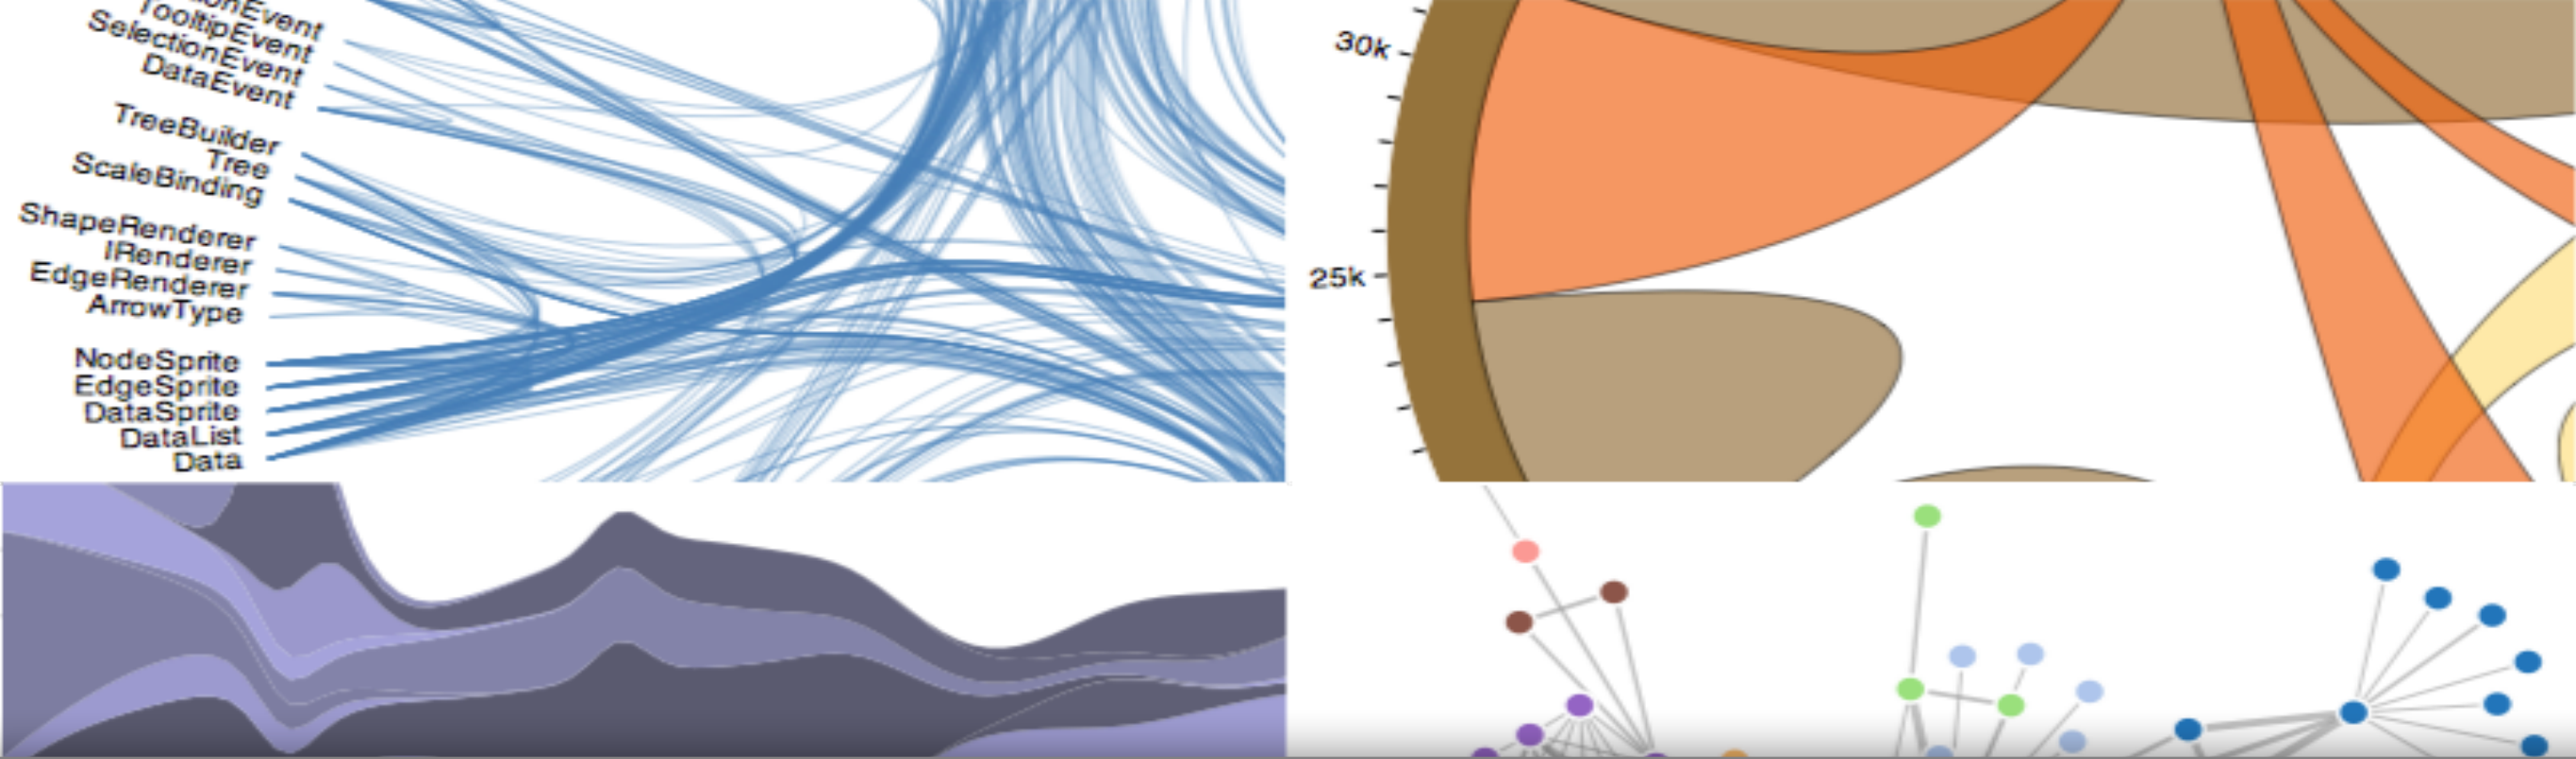 TooltipEvent
SelectionEvent
DataEvent
TreeBuilder
Tree
ScaleBinding
ShapeRenderer
IRenderer
EdgeRenderer
ArrowType
NodeSprite
EdgeSprite
DataSprite
DataList
Data
30k
25k